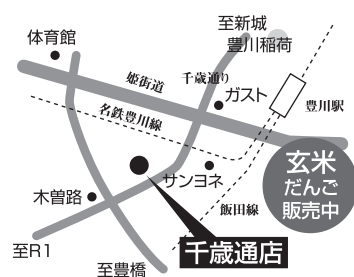 至新城
豊川稲荷
体育館
姫街道
千歳通り
ガスト
豊川駅
名鉄豊川線
玄米
だんご
販売中
サンヨネ
木曽路
飯田線
千歳通店
至R1
至豊橋